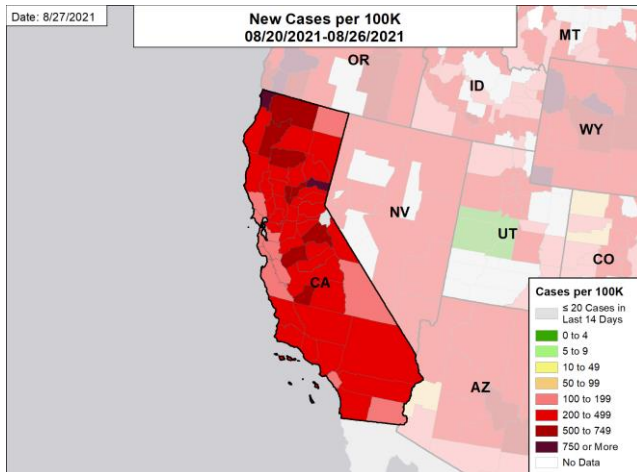 Date: 8/27/2021
New Cases per 100K
08/20/2021-08/26/2021
MT
OR
ID
WY
NV
UT
CO
CA
AZ
Cases per 100K
≤ 20 Cases in
Last 14 Days
0 to 4
5 to 9
10 to 49
50 to 99
100 to 199
200 to 499
500 to 749
750 or More
No Data